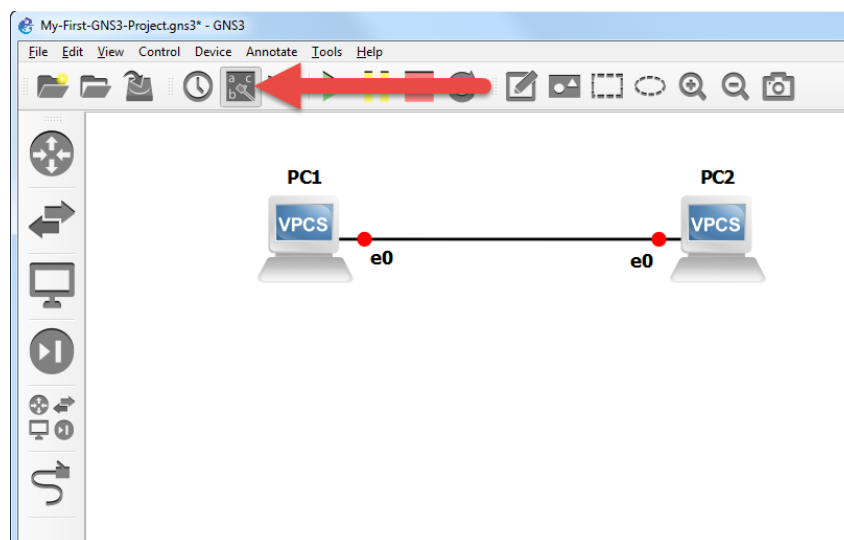 My-First-GNS3-Project.gns3* - GNS3
File Edit View Control Device Annotate Tools Help
a c
b
PC1
PC2
VPCS
VPCS
e0
e0